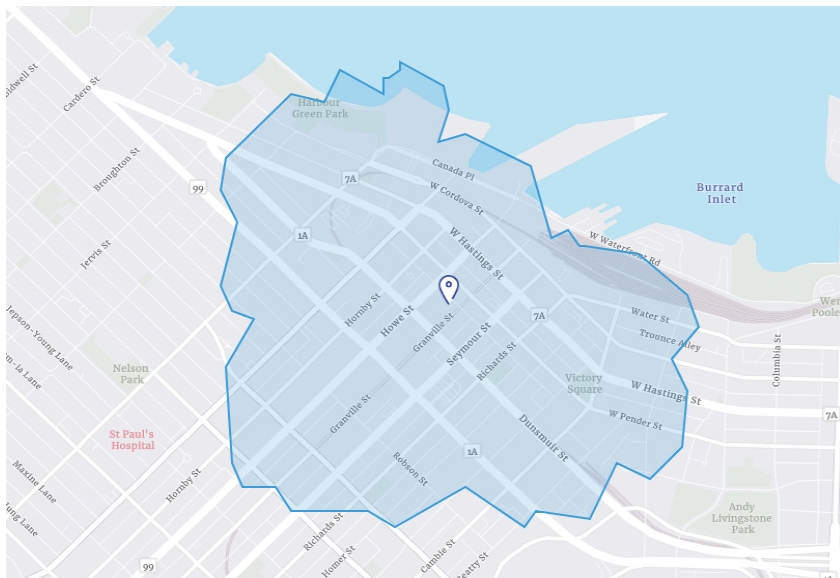 Cardero St
Harbour
Green Park
Broughton St
Canada Pl
7A
99
W Cordova St
Burrard
Inlet
Jervis St
1A
W Hastings St
W Waterfront Rd
Hornby St
Howe St
Granville St
7A
Water St
Jepson-Young Lane
Seymour St
Trounce Alley
Richards St
Columbia St
Nelson
Park
Victory
Square
W Hastings St
Granville St
W Pender St
7A
St Paul's
Hospital
Dunsmuir St
1A
Robson St
Maxine Lane
Hornby St
Andy
Livingstone
Park
Richards St
Homer St
Cambie St
Beatty St
99